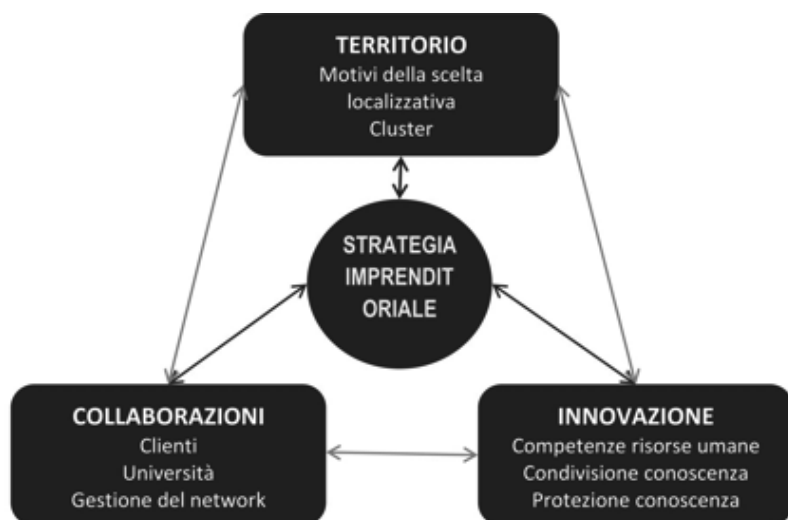 TERRITORIO
Motivi della scelta
localizzativa
Cluster
STRATEGIA
IMPRENDIT
ORIALE
COLLABORAZIONI
Clienti
Università
Gestione del network
INNOVAZIONE
Competenze risorse umane
Condivisione conoscenza
Protezione conoscenza